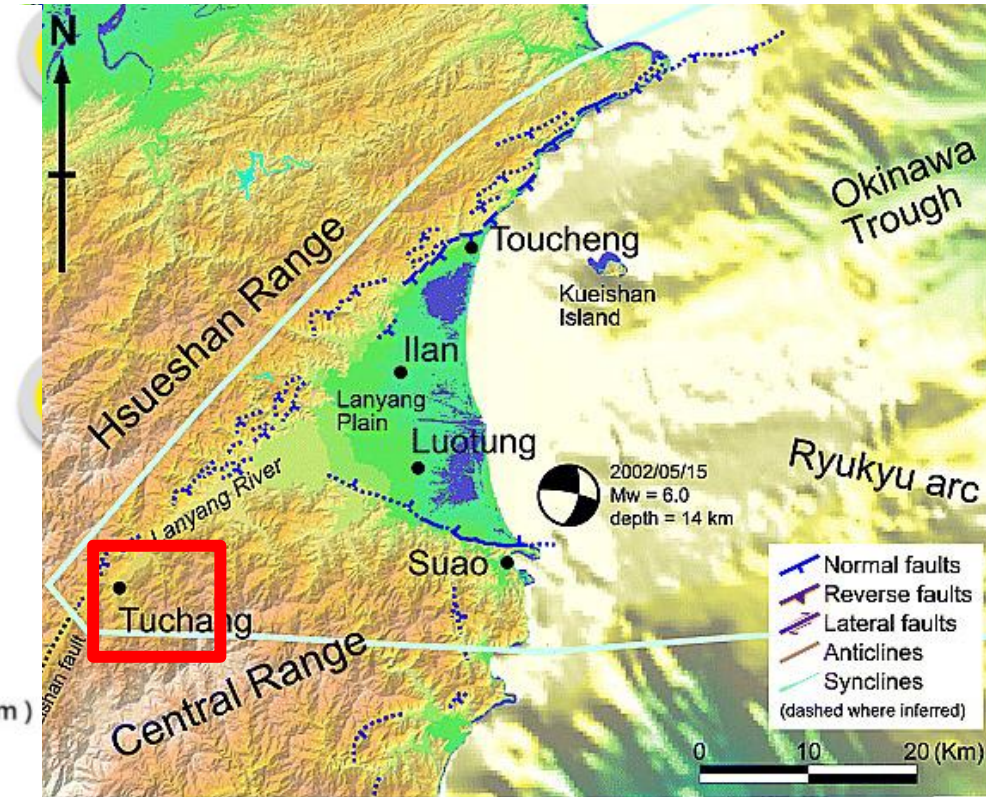 N
Okinawa
Trough
Toucheng
Hsueshan Range
Kueishan
Island
Ilan
Lanyang
Plain
Luotung
Ryukyu arc
2002/05/15
Mw = 6.0
depth = 14 km
Lanyang River
Suao
Normal faults
Reverse faults
Lateral faults
Anticlines
Synclines
(dashed where inferred)
Tuchang
shan fault
Central Range
m )
0 10 20 (Km)